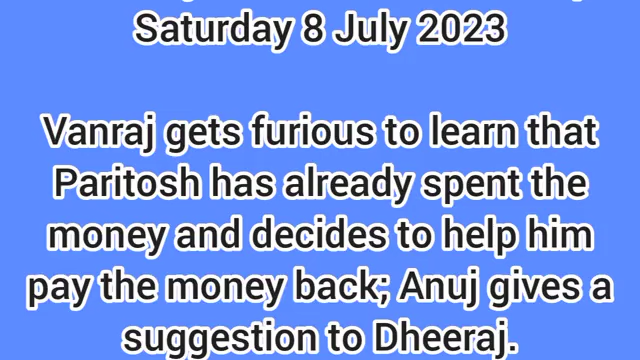 Saturday 8 July 2023
Vanraj gets furious to learn that
Paritosh has already spent the
money and decides to help him
pay the money back; Anuj gives a
suggestion to Dheeraj.